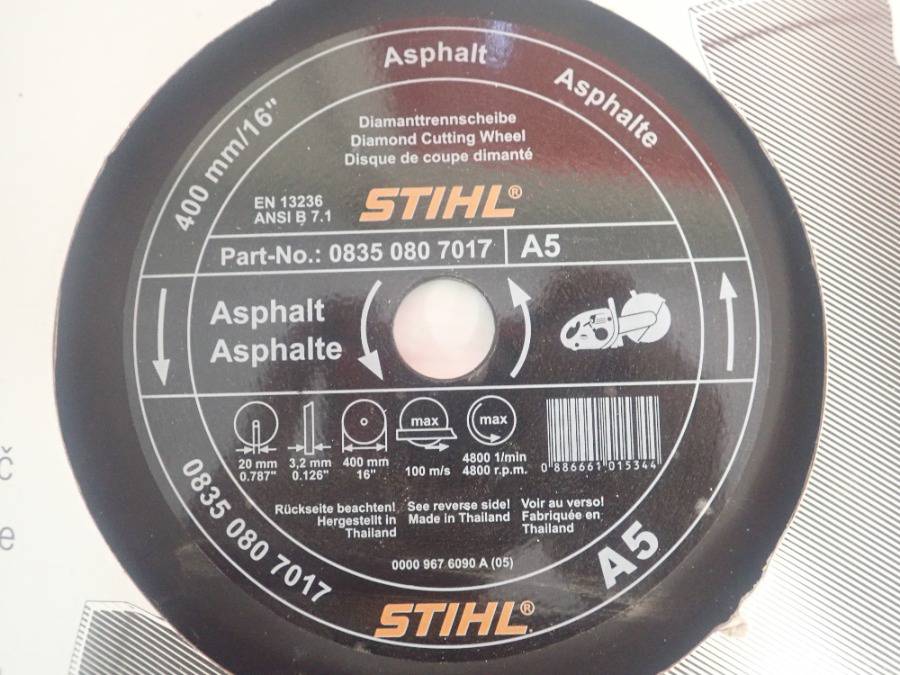 Asphalt
Asphalte
400 mm/16"
Diamanttrennscheibe
Diamond Cutting Wheel
Disque de coupe dimanté
EN 13236
ANSI B 7.1
STIHL®
Part-No.: 0835 080 7017
A5
Asphalt
Asphalte
20 mm
0.787"
3,2 mm
0.126"
400 mm
16"
max
100 m/s
max
4800 1/min
4800 r.p.m.
0 886661 015344
Rückseite beachten!
Hergestellt in
Thailand
See reverse side!
Made in Thailand
Voir au verso!
Fabriquée en
Thailand
0000 967 6090 A (05)
0835 080 7017
A5
STIHL®
č
e